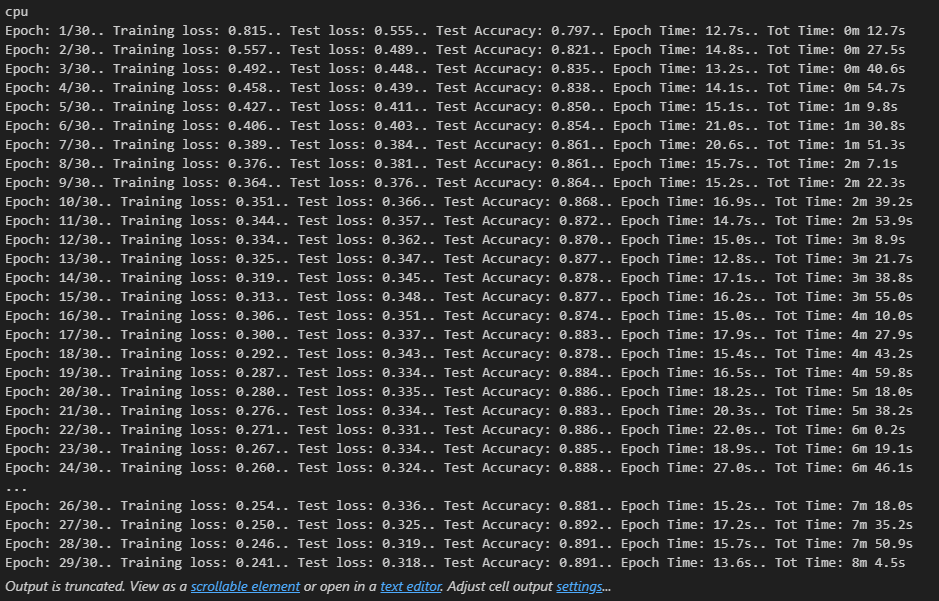 cpu
Epoch: 1/30.. Training loss: 0.815.. Test loss: 0.555.. Test Accuracy: 0.797.. Epoch Time: 12.7s.. Tot Time: 0m 12.7s
Epoch: 2/30.. Training loss: 0.557.. Test loss: 0.489.. Test Accuracy: 0.821.. Epoch Time: 14.8s.. Tot Time: 0m 27.5s
Epoch: 3/30.. Training loss: 0.492.. Test loss: 0.448.. Test Accuracy: 0.835.. Epoch Time: 13.2s.. Tot Time: 0m 40.6s
Epoch: 4/30.. Training loss: 0.458.. Test loss: 0.439.. Test Accuracy: 0.838.. Epoch Time: 14.1s.. Tot Time: 0m 54.7s
Epoch: 5/30.. Training loss: 0.427.. Test loss: 0.411.. Test Accuracy: 0.850.. Epoch Time: 15.1s.. Tot Time: 1m 9.8s
Epoch: 6/30.. Training loss: 0.406.. Test loss: 0.403.. Test Accuracy: 0.854.. Epoch Time: 21.0s.. Tot Time: 1m 30.8s
Epoch: 7/30.. Training loss: 0.389.. Test loss: 0.384.. Test Accuracy: 0.861.. Epoch Time: 20.6s.. Tot Time: 1m 51.3s
Epoch: 8/30.. Training loss: 0.376.. Test loss: 0.381.. Test Accuracy: 0.861.. Epoch Time: 15.7s.. Tot Time: 2m 7.1s
Epoch: 9/30.. Training loss: 0.364.. Test loss: 0.376.. Test Accuracy: 0.864.. Epoch Time: 15.2s.. Tot Time: 2m 22.3s
Epoch: 10/30.. Training loss: 0.351.. Test loss: 0.366.. Test Accuracy: 0.868.. Epoch Time: 16.9s.. Tot Time: 2m 39.2s
Epoch: 11/30.. Training loss: 0.344.. Test loss: 0.357.. Test Accuracy: 0.872.. Epoch Time: 14.7s.. Tot Time: 2m 53.9s
Epoch: 12/30.. Training loss: 0.334.. Test loss: 0.362.. Test Accuracy: 0.870.. Epoch Time: 15.0s.. Tot Time: 3m 8.9s
Epoch: 13/30.. Training loss: 0.325.. Test loss: 0.347.. Test Accuracy: 0.877.. Epoch Time: 12.8s.. Tot Time: 3m 21.7s
Epoch: 14/30.. Training loss: 0.319.. Test loss: 0.345.. Test Accuracy: 0.878.. Epoch Time: 17.1s.. Tot Time: 3m 38.8s
Epoch: 15/30.. Training loss: 0.313.. Test loss: 0.348.. Test Accuracy: 0.877.. Epoch Time: 16.2s.. Tot Time: 3m 55.0s
Epoch: 16/30.. Training loss: 0.306.. Test loss: 0.351.. Test Accuracy: 0.874.. Epoch Time: 15.0s.. Tot Time: 4m 10.0s
Epoch: 17/30.. Training loss: 0.300.. Test loss: 0.337.. Test Accuracy: 0.883.. Epoch Time: 17.9s.. Tot Time: 4m 27.9s
Epoch: 18/30.. Training loss: 0.292.. Test loss: 0.343.. Test Accuracy: 0.878.. Epoch Time: 15.4s.. Tot Time: 4m 43.2s
Epoch: 19/30.. Training loss: 0.287.. Test loss: 0.334.. Test Accuracy: 0.884.. Epoch Time: 16.5s.. Tot Time: 4m 59.8s
Epoch: 20/30.. Training loss: 0.280.. Test loss: 0.335.. Test Accuracy: 0.886.. Epoch Time: 18.2s.. Tot Time: 5m 18.0s
Epoch: 21/30.. Training loss: 0.276.. Test loss: 0.334.. Test Accuracy: 0.883.. Epoch Time: 20.3s.. Tot Time: 5m 38.2s
Epoch: 22/30.. Training loss: 0.271.. Test loss: 0.331.. Test Accuracy: 0.886.. Epoch Time: 22.0s.. Tot Time: 6m 0.2s
Epoch: 23/30.. Training loss: 0.267.. Test loss: 0.334.. Test Accuracy: 0.885.. Epoch Time: 18.9s.. Tot Time: 6m 19.1s
Epoch: 24/30.. Training loss: 0.260.. Test loss: 0.324.. Test Accuracy: 0.888.. Epoch Time: 27.0s.. Tot Time: 6m 46.1s
...
Epoch: 26/30.. Training loss: 0.254.. Test loss: 0.336.. Test Accuracy: 0.881.. Epoch Time: 15.2s.. Tot Time: 7m 18.0s
Epoch: 27/30.. Training loss: 0.250.. Test loss: 0.325.. Test Accuracy: 0.892.. Epoch Time: 17.2s.. Tot Time: 7m 35.2s
Epoch: 28/30.. Training loss: 0.246.. Test loss: 0.319.. Test Accuracy: 0.891.. Epoch Time: 15.7s.. Tot Time: 7m 50.9s
Epoch: 29/30.. Training loss: 0.241.. Test loss: 0.318.. Test Accuracy: 0.891.. Epoch Time: 13.6s.. Tot Time: 8m 4.5s
Output is truncated. View as a scrollable element or open in a text editor. Adjust cell output settings...